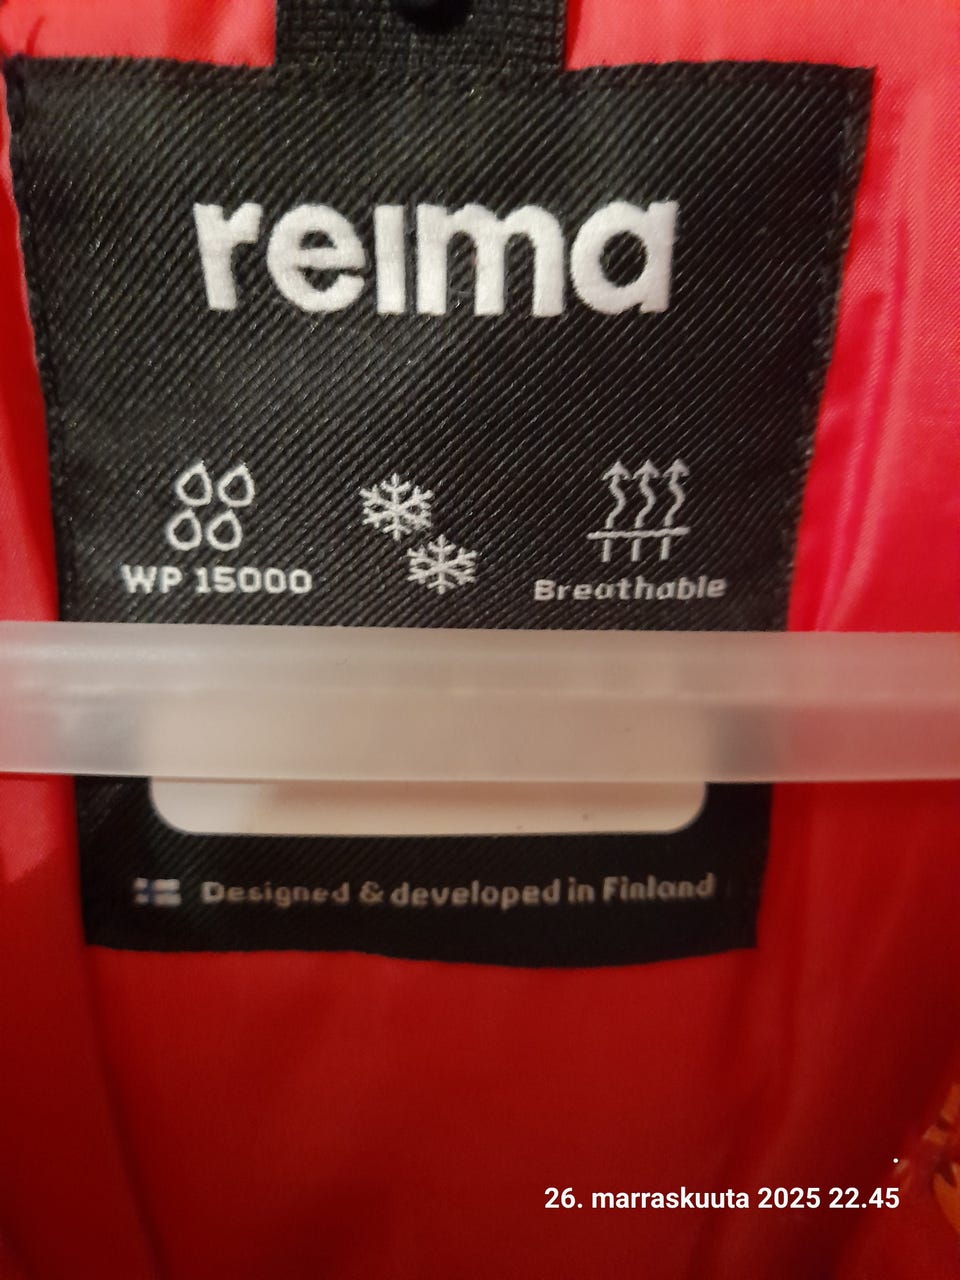 reima
WP 15000
Breathable
Designed & developed in Finland
26. marraskuuta 2025 22.45